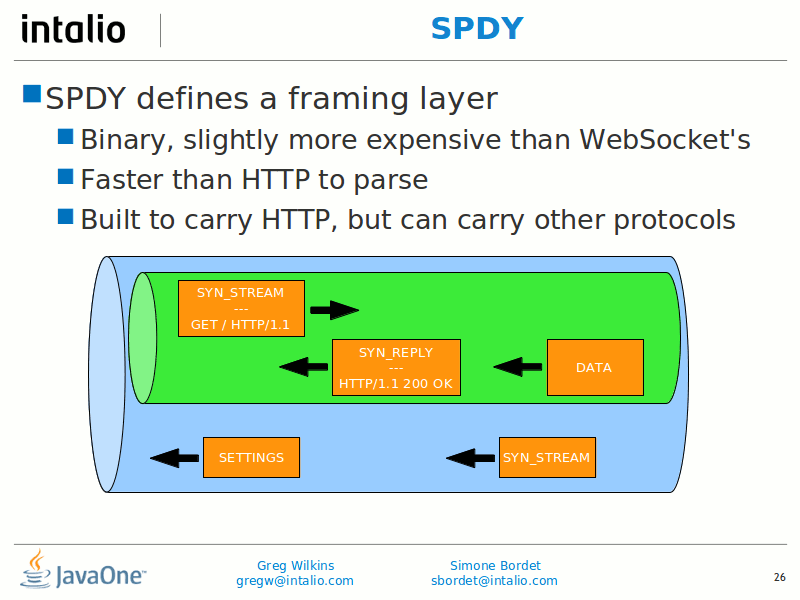 intalio
SPDY
SPDY defines a framing layer
Binary, slightly more expensive than WebSocket's
Faster than HTTP to parse
Built to carry HTTP, but can carry other protocols
SYN_STREAM
---
GET / HTTP/1.1
SYN_REPLY
---
HTTP/1.1 200 OK
DATA
SETTINGS
SYN_STREAM
JavaOne™
Greg Wilkins
gregw@intalio.com
Simone Bordet
sbordet@intalio.com
26